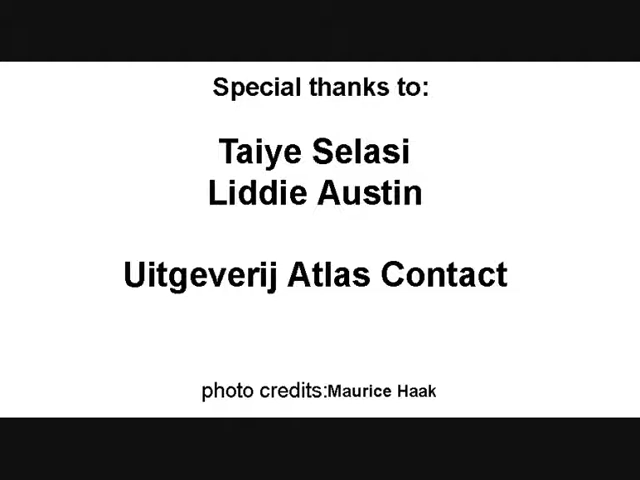 Special thanks to:
Taiye Selasi
Liddie Austin
Uitgeverij Atlas Contact
photo credits:Maurice Haak